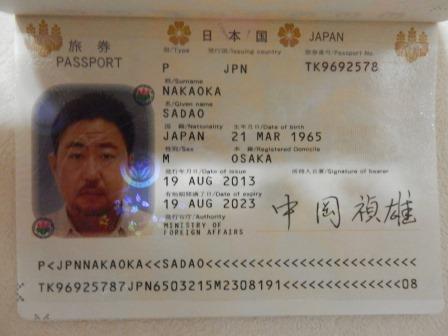 旅券 日本国 JAPAN
PASSPORT 型/Type 発行国/Issuing country 旅券番号/Passport No.
P JPN TK9692578
姓/Surname
NAKAOKA
名/Given name
SADAO
国籍/Nationality 生年月日/Date of birth
JAPAN 21 MAR 1965
性別/Sex 本籍/Registered Domicile
M OSAKA
発行年月日/Date of issue 所持人自署/Signature of bearer
19 AUG 2013
有効期間満了日/Date of expiry
19 AUG 2023
中岡禎雄
発行官庁/Authority
MINISTRY OF
FOREIGN AFFAIRS
P<JPNNAKAOKA<<SADAO<<<<<<<<<<<<<<<<<<<<<<<<<
TK96925787JPN6503215M2308191<<<<<<<<<<<<<<08